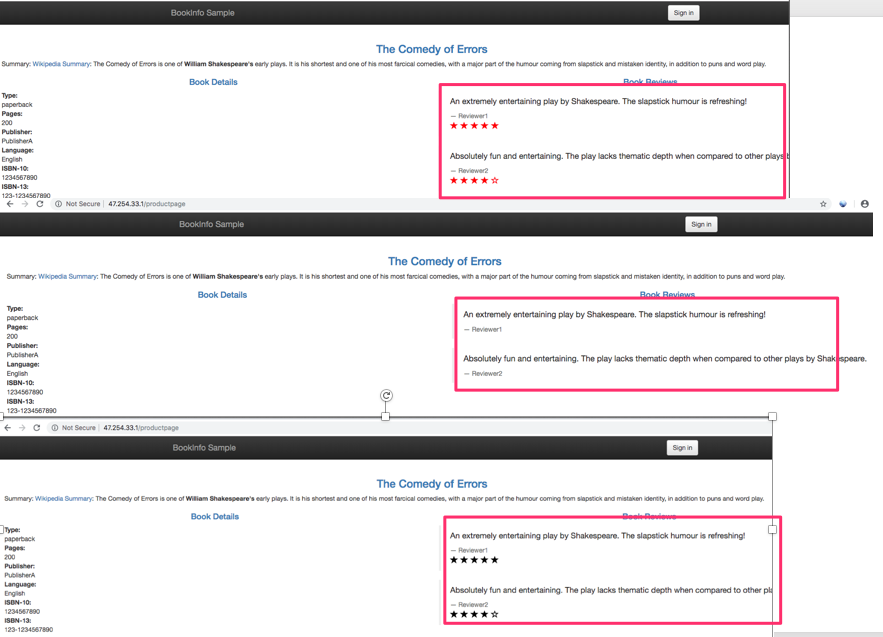 BookInfo Sample
Sign in
The Comedy of Errors
Summary: Wikipedia Summary: The Comedy of Errors is one of William Shakespeare's early plays. It is his shortest and one of his most farcical comedies, with a major part of the humour coming from slapstick and mistaken identity, in addition to puns and word play.
Book Details
Book Reviews
Type:
paperback
Pages:
200
Publisher:
PublisherA
Language:
English
ISBN-10:
1234567890
ISBN-13:
123-1234567890
An extremely entertaining play by Shakespeare. The slapstick humour is refreshing!
— Reviewer1
★★★★★
Absolutely fun and entertaining. The play lacks thematic depth when compared to other plays b
— Reviewer2
★★★★☆
Not Secure | 47.254.33.1/productpage
BookInfo Sample
Sign in
The Comedy of Errors
Summary: Wikipedia Summary: The Comedy of Errors is one of William Shakespeare's early plays. It is his shortest and one of his most farcical comedies, with a major part of the humour coming from slapstick and mistaken identity, in addition to puns and word play.
Book Details
Book Reviews
Type:
paperback
Pages:
200
Publisher:
PublisherA
Language:
English
ISBN-10:
1234567890
ISBN-13:
123-1234567890
An extremely entertaining play by Shakespeare. The slapstick humour is refreshing!
— Reviewer1
Absolutely fun and entertaining. The play lacks thematic depth when compared to other plays by Shakespeare.
— Reviewer2
Not Secure | 47.254.33.1/productpage
BookInfo Sample
Sign in
The Comedy of Errors
Summary: Wikipedia Summary: The Comedy of Errors is one of William Shakespeare's early plays. It is his shortest and one of his most farcical comedies, with a major part of the humour coming from slapstick and mistaken identity, in addition to puns and word play.
Book Details
Book Reviews
Type:
paperback
Pages:
200
Publisher:
PublisherA
Language:
English
ISBN-10:
1234567890
ISBN-13:
123-1234567890
An extremely entertaining play by Shakespeare. The slapstick humour is refreshing!
— Reviewer1
★★★★★
Absolutely fun and entertaining. The play lacks thematic depth when compared to other pla
— Reviewer2
★★★★☆